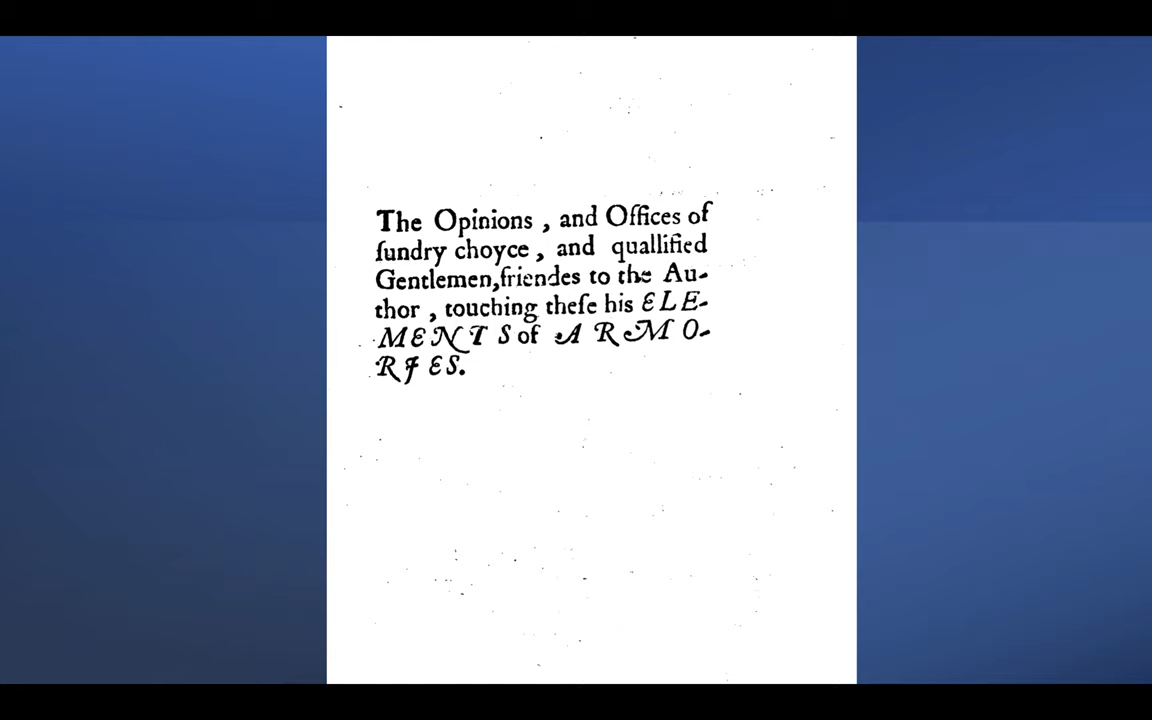 The Opinions , and Offices of
ſundry choyce , and quallified
Gentlemen,friendes to the Au-
thor , touching theſe his ELE-
MENTS of ARMO-
RIES.